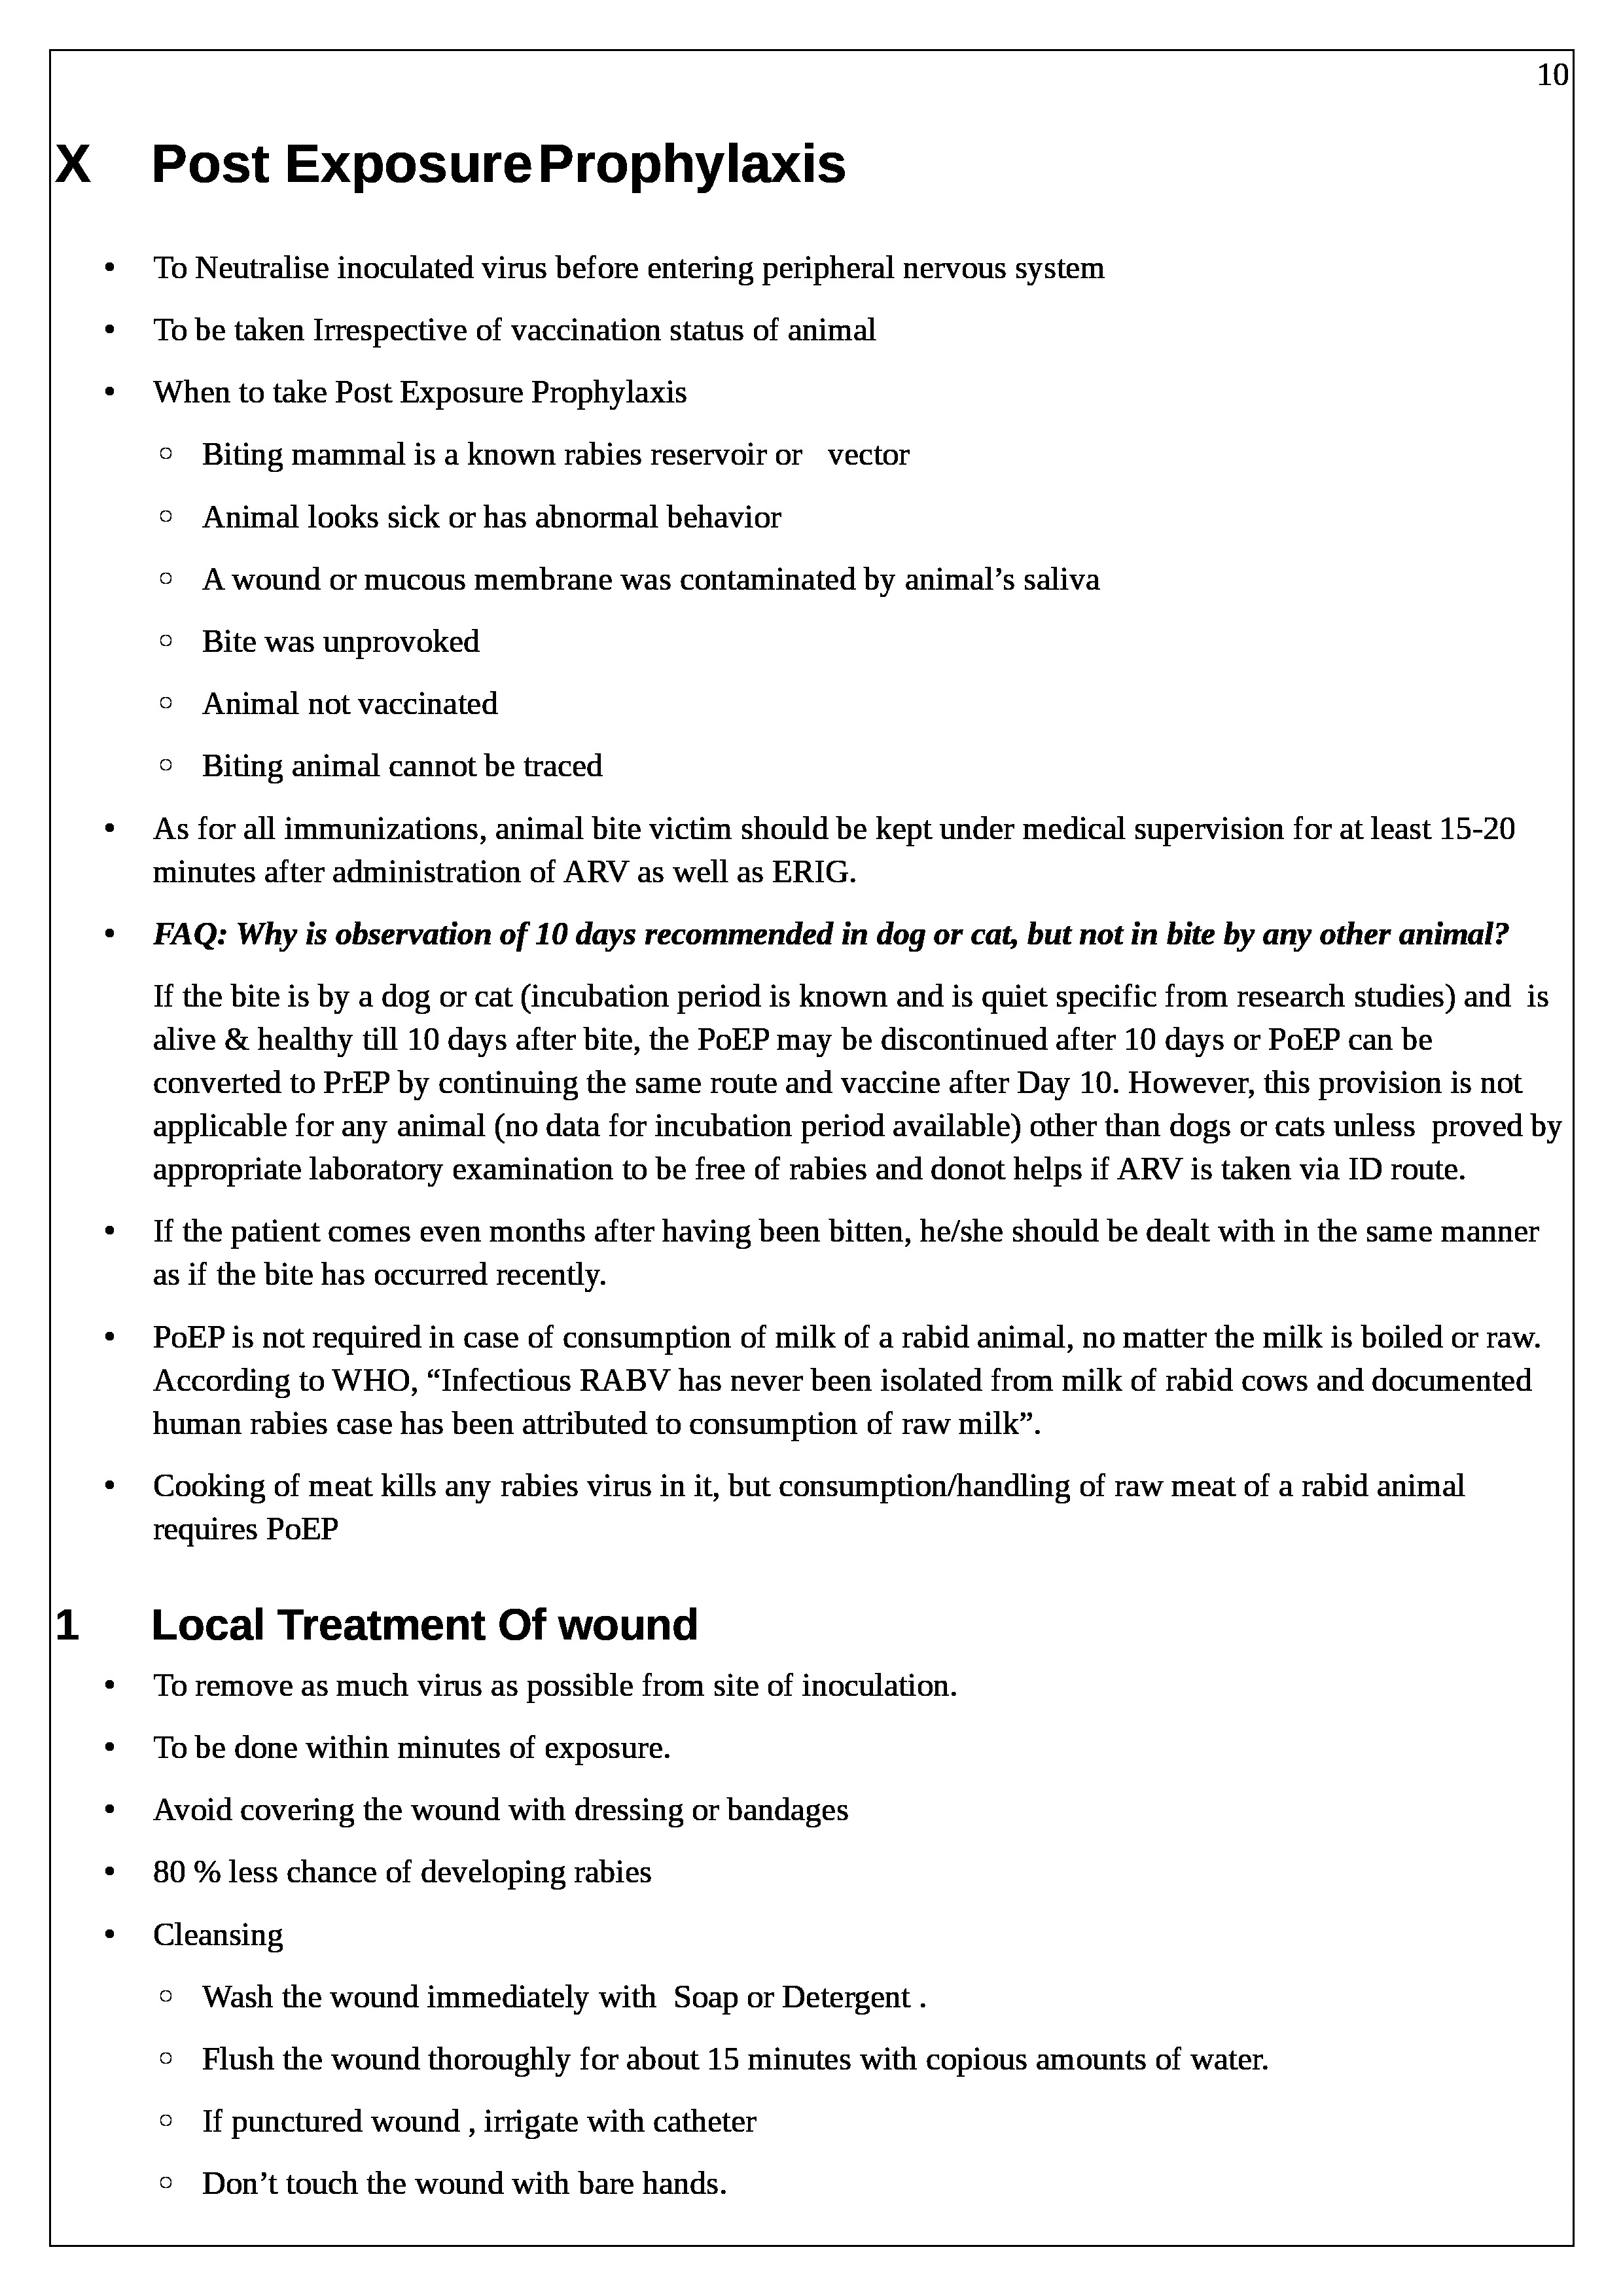 10
X Post Exposure Prophylaxis
• To Neutralise inoculated virus before entering peripheral nervous system
• To be taken Irrespective of vaccination status of animal
• When to take Post Exposure Prophylaxis
◦ Biting mammal is a known rabies reservoir or vector
◦ Animal looks sick or has abnormal behavior
◦ A wound or mucous membrane was contaminated by animal’s saliva
◦ Bite was unprovoked
◦ Animal not vaccinated
◦ Biting animal cannot be traced
• As for all immunizations, animal bite victim should be kept under medical supervision for at least 15-20
minutes after administration of ARV as well as ERIG.
• FAQ: Why is observation of 10 days recommended in dog or cat, but not in bite by any other animal?
If the bite is by a dog or cat (incubation period is known and is quiet specific from research studies) and is
alive & healthy till 10 days after bite, the PoEP may be discontinued after 10 days or PoEP can be
converted to PrEP by continuing the same route and vaccine after Day 10. However, this provision is not
applicable for any animal (no data for incubation period available) other than dogs or cats unless proved by
appropriate laboratory examination to be free of rabies and donot helps if ARV is taken via ID route.
• If the patient comes even months after having been bitten, he/she should be dealt with in the same manner
as if the bite has occurred recently.
• PoEP is not required in case of consumption of milk of a rabid animal, no matter the milk is boiled or raw.
According to WHO, “Infectious RABV has never been isolated from milk of rabid cows and documented
human rabies case has been attributed to consumption of raw milk”.
• Cooking of meat kills any rabies virus in it, but consumption/handling of raw meat of a rabid animal
requires PoEP
1 Local Treatment Of wound
• To remove as much virus as possible from site of inoculation.
• To be done within minutes of exposure.
• Avoid covering the wound with dressing or bandages
• 80 % less chance of developing rabies
• Cleansing
◦ Wash the wound immediately with Soap or Detergent .
◦ Flush the wound thoroughly for about 15 minutes with copious amounts of water.
◦ If punctured wound , irrigate with catheter
◦ Don’t touch the wound with bare hands.